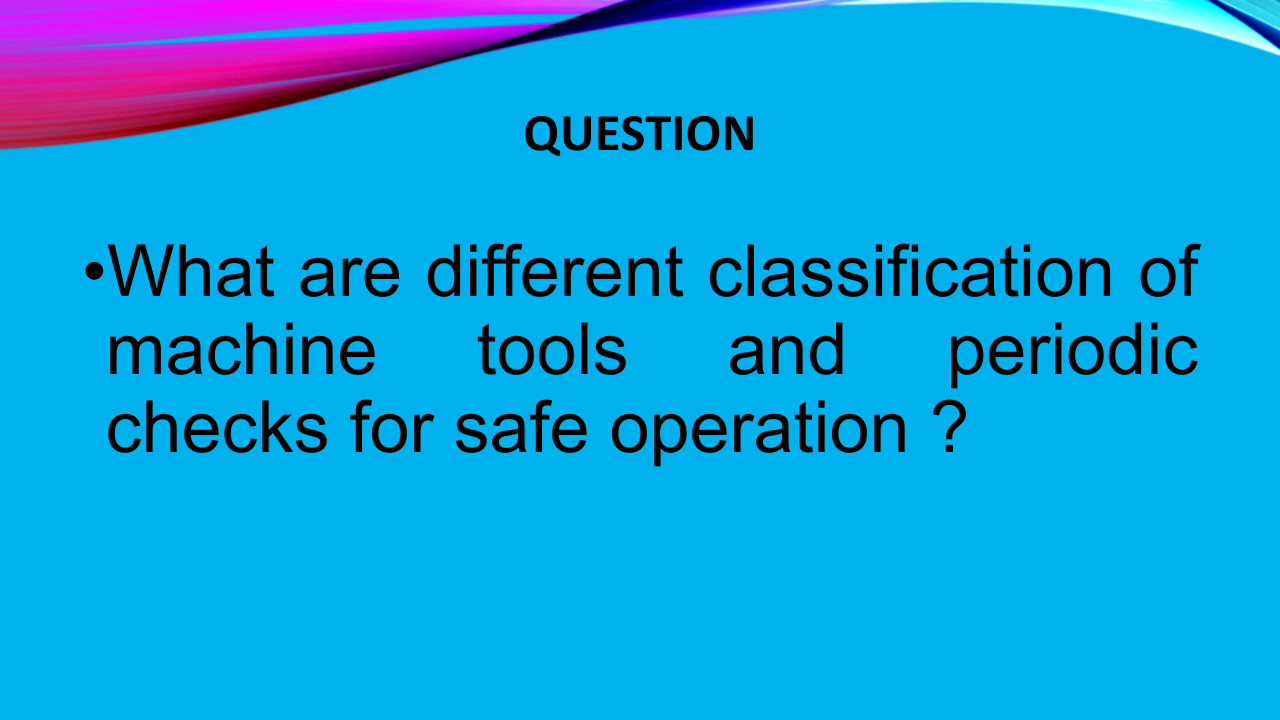 QUESTION
•What are different classification of
machine tools and periodic
checks for safe operation ?